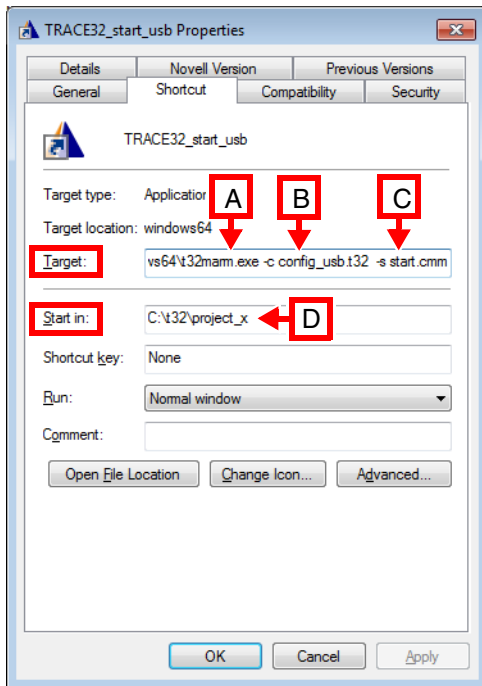 TRACE32_start_usb Properties
Details Novell Version Previous Versions
General Shortcut Compatibility Security
TRACE32_start_usb
Target type: Application
A B C
Target location: windows64
Target: vs64\t32marm.exe -c config_usb.t32 -s start.cmm
Start in: C:\t32\project_x D
Shortcut key: None
Run: Normal window
Comment:
Open File Location Change Icon... Advanced...
OK Cancel Apply